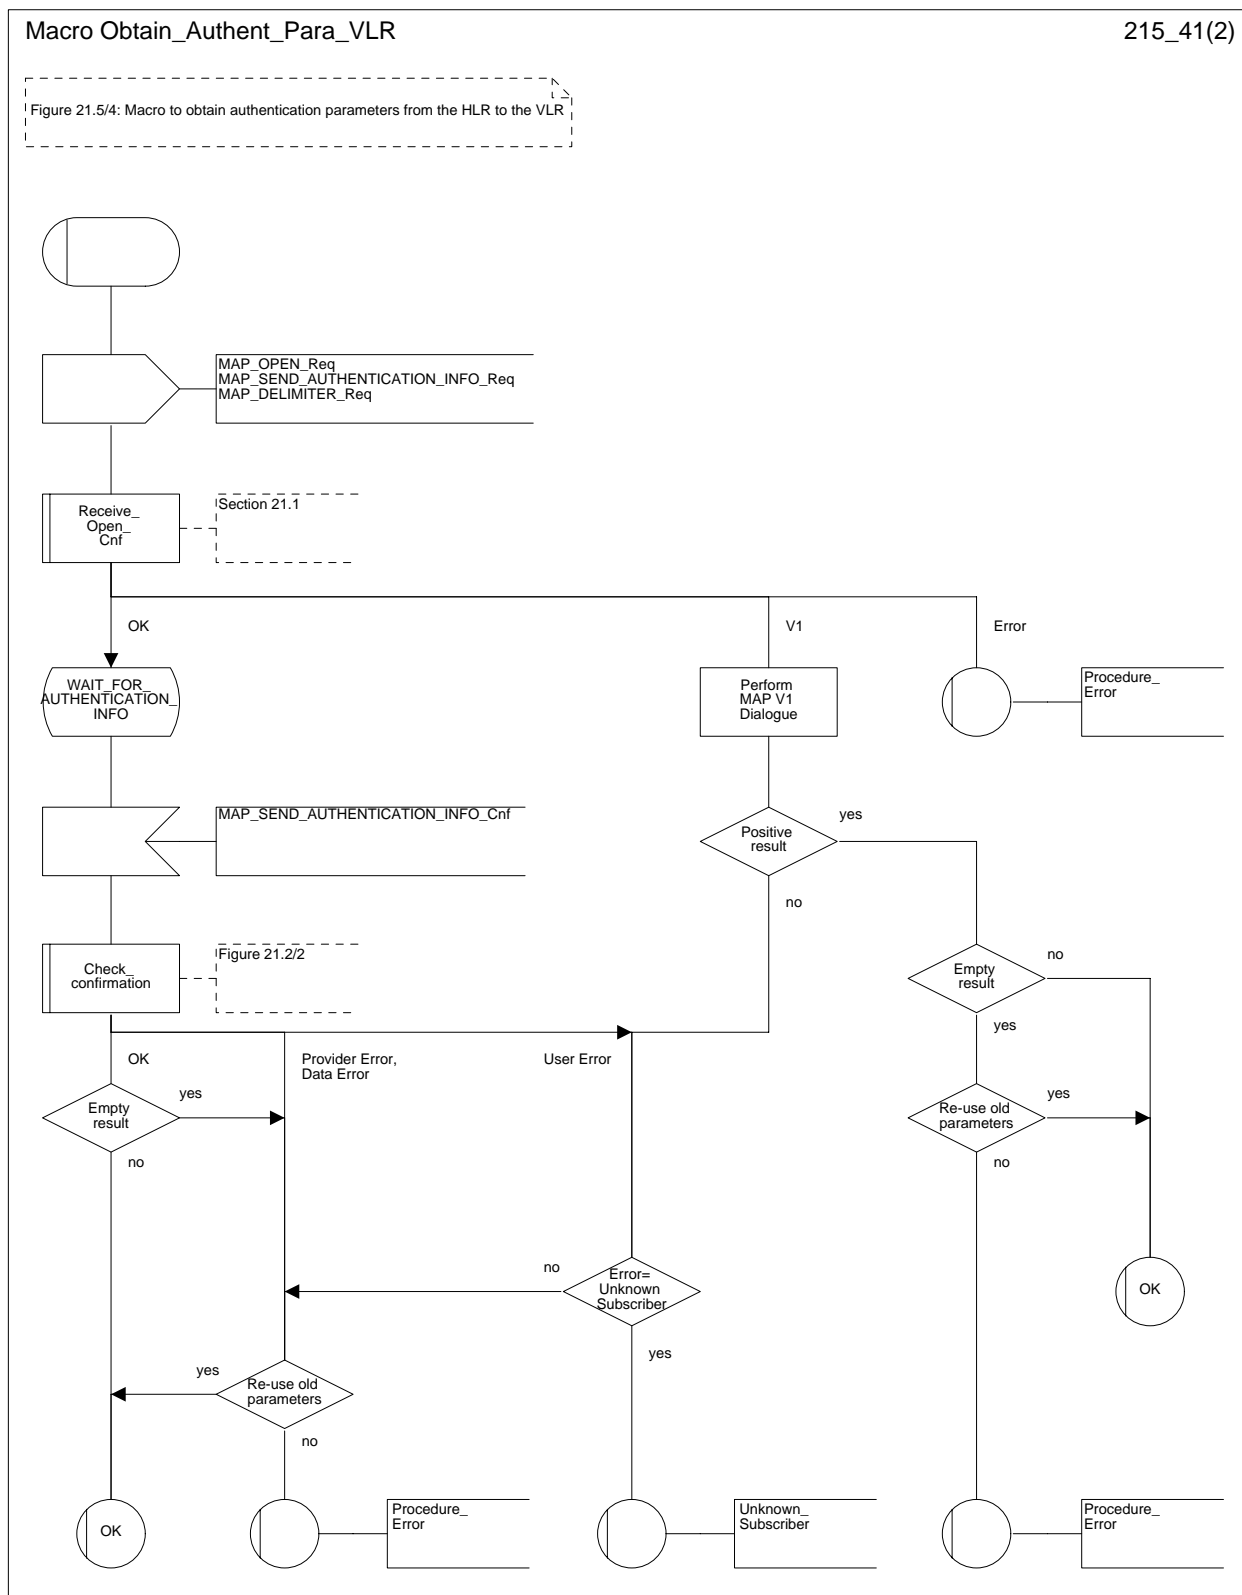 Macro Obtain_Authent_Para_VLR
215_41(2)
Figure 21.5/4: Macro to obtain authentication parameters from the HLR to the VLR
MAP_OPEN_Req
MAP_SEND_AUTHENTICATION_INFO_Req
MAP_DELIMITER_Req
Receive_
Open_
Cnf
Section 21.1
OK
V1
Error
WAIT_FOR_
AUTHENTICATION_
INFO
Perform
MAP V1
Dialogue
Procedure_
Error
MAP_SEND_AUTHENTICATION_INFO_Cnf
Positive
result
yes
no
Check_
confirmation
Figure 21.2/2
Empty
result
no
yes
OK
Provider Error,
Data Error
User Error
Empty
result
yes
no
Re-use old
parameters
yes
no
Error=
Unknown
Subscriber
no
yes
OK
Re-use old
parameters
yes
no
OK
Procedure_
Error
Unknown_
Subscriber
Procedure_
Error